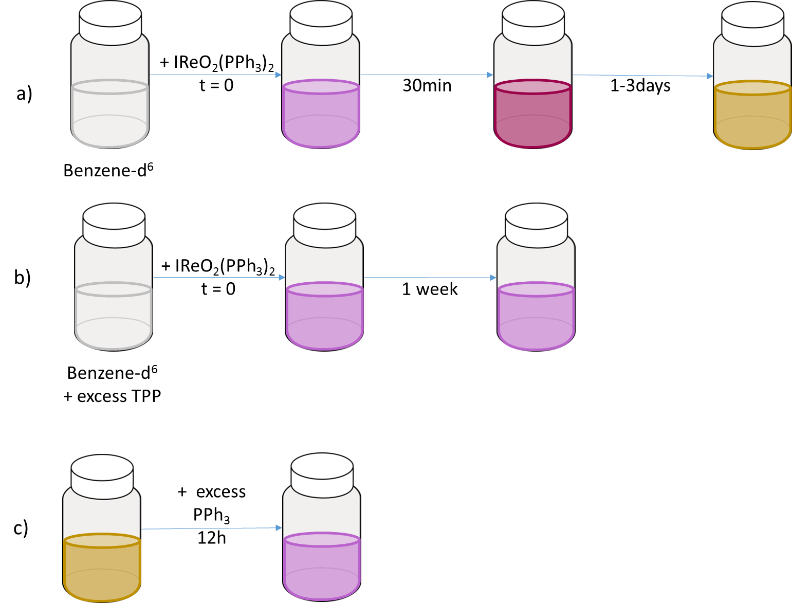 a)
+ IReO₂(PPh₃)₂
t = 0
30min
1-3days
Benzene-d⁶
b)
+ IReO₂(PPh₃)₂
t = 0
1 week
Benzene-d⁶
+ excess TPP
c)
+ excess
PPh₃
12h